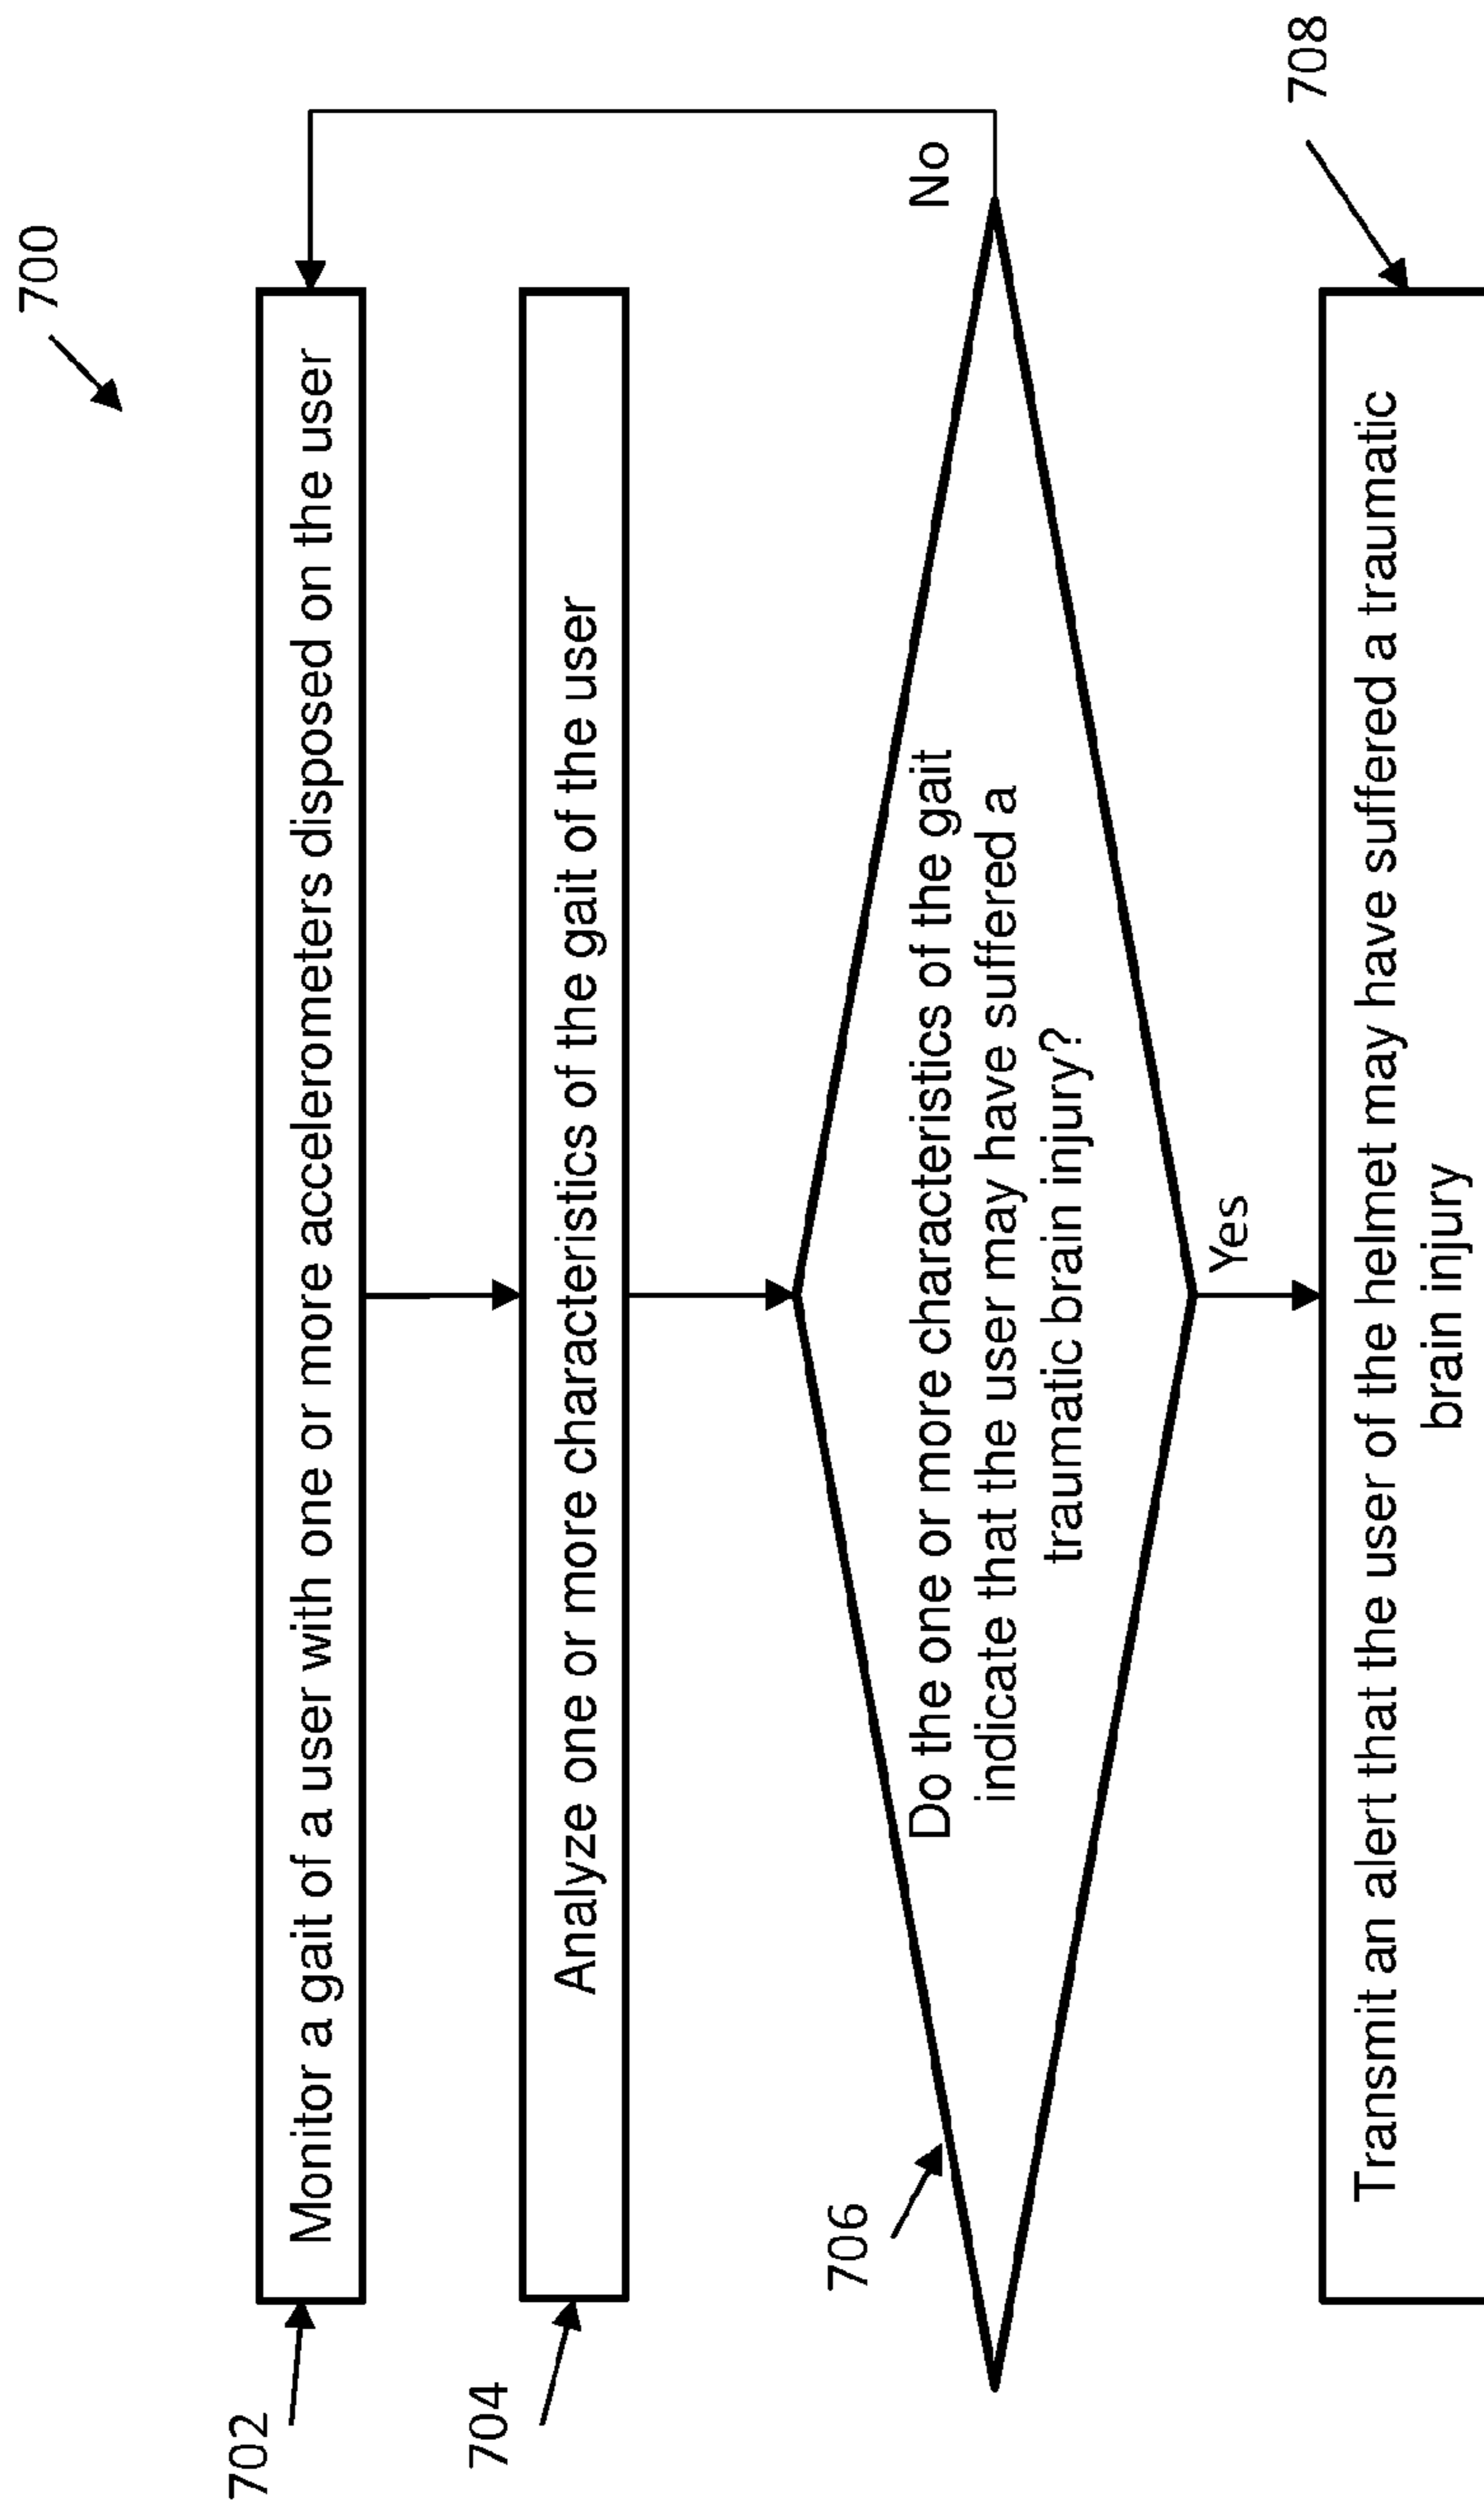 700
702
Monitor a gait of a user with one or more accelerometers disposed on the user
704
Analyze one or more characteristics of the gait of the user
706
Do the one or more characteristics of the gait
indicate that the user may have suffered a
traumatic brain injury?
No
Yes
708
Transmit an alert that the user of the helmet may have suffered a traumatic
brain injury